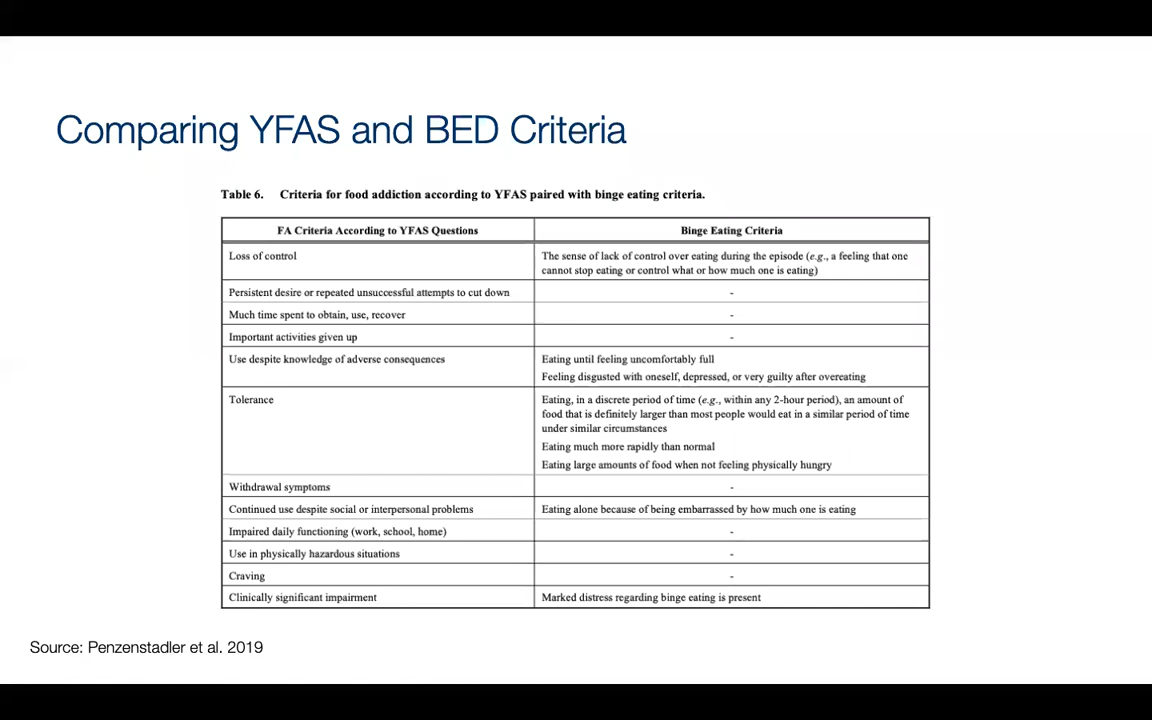 Comparing YFAS and BED Criteria
Table 6. Criteria for food addiction according to YFAS paired with binge eating criteria.
FA Criteria According to YFAS Questions
Binge Eating Criteria
Loss of control
The sense of lack of control over eating during the episode (e.g., a feeling that one
cannot stop eating or control what or how much one is eating)
Persistent desire or repeated unsuccessful attempts to cut down
-
Much time spent to obtain, use, recover
-
Important activities given up
-
Use despite knowledge of adverse consequences
Eating until feeling uncomfortably full
Feeling disgusted with oneself, depressed, or very guilty after overeating
Tolerance
Eating, in a discrete period of time (e.g., within any 2-hour period), an amount of
food that is definitely larger than most people would eat in a similar period of time
under similar circumstances
Eating much more rapidly than normal
Eating large amounts of food when not feeling physically hungry
Withdrawal symptoms
-
Continued use despite social or interpersonal problems
Eating alone because of being embarrassed by how much one is eating
Impaired daily functioning (work, school, home)
-
Use in physically hazardous situations
-
Craving
-
Clinically significant impairment
Marked distress regarding binge eating is present
Source: Penzenstadler et al. 2019